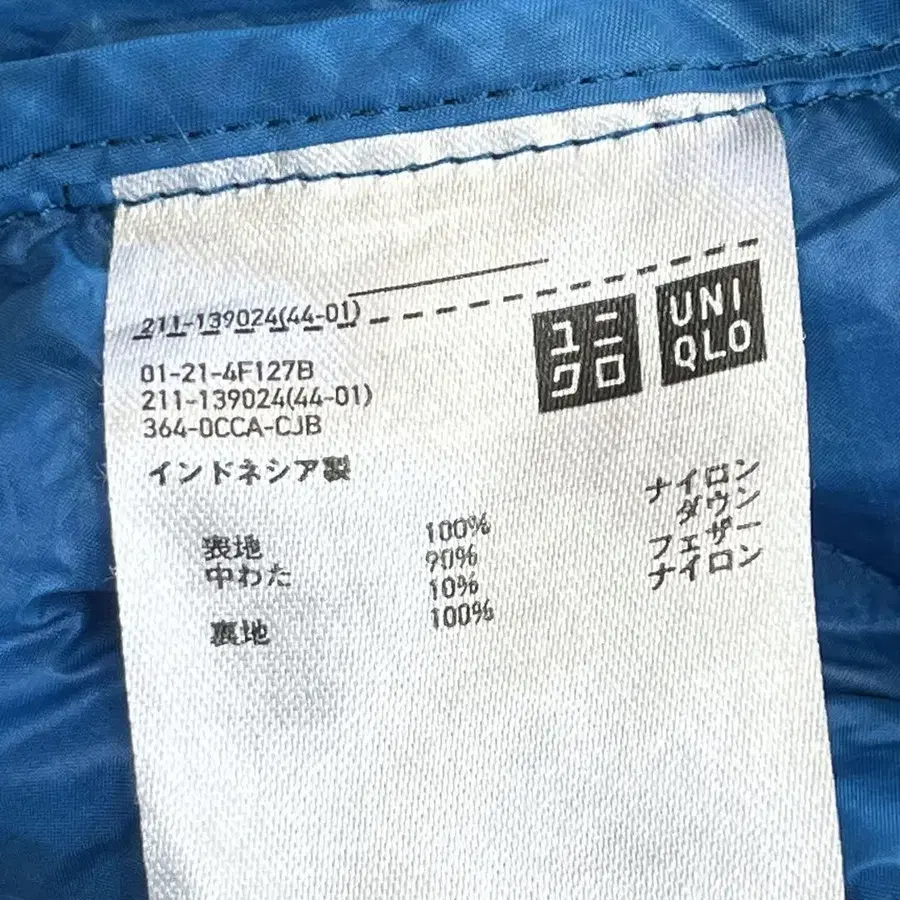 211-139024(44-01)
ユニ
クロ
UNI
QLO
01-21-4F127B
211-139024(44-01)
364-0CCA-CJB
インドネシア製
表地 100% ナイロン
中わた 90% ダウン
10% フェザー
裏地 100% ナイロン